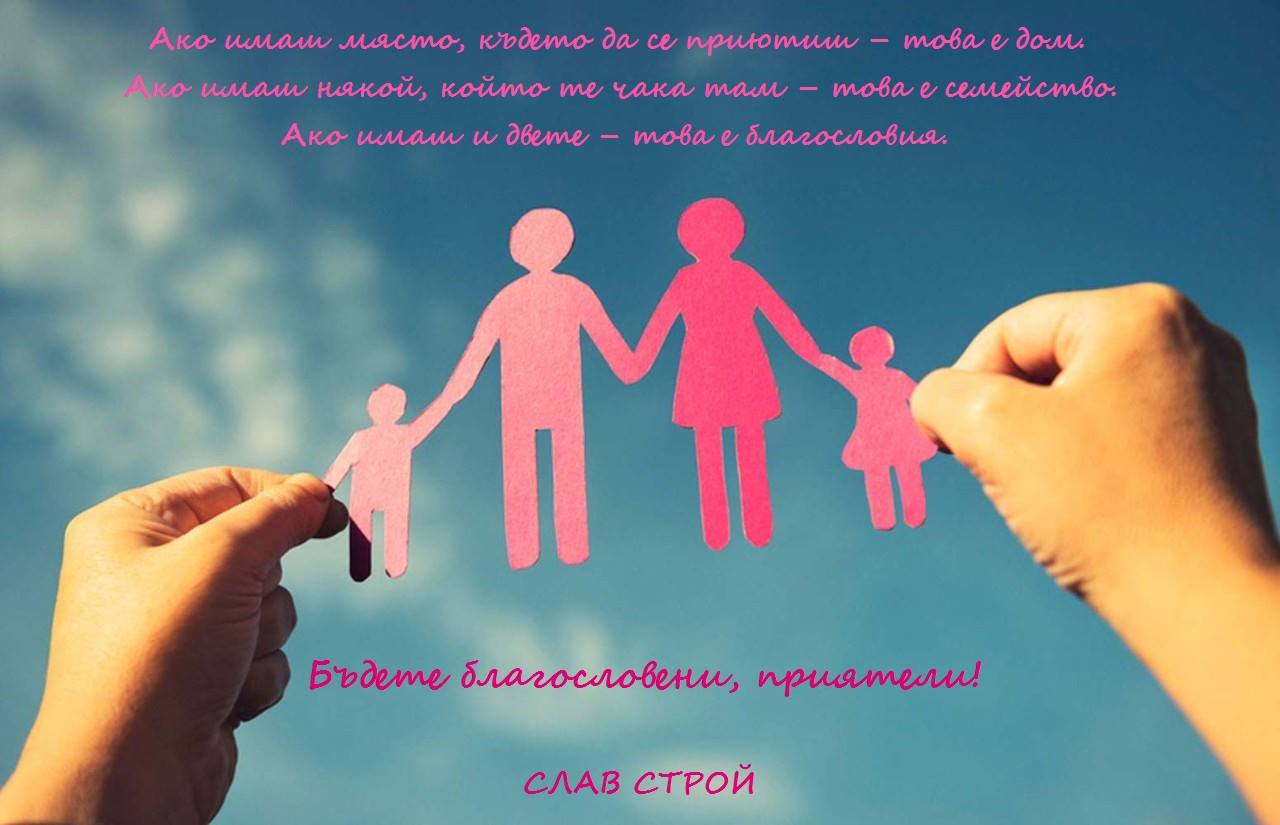 Ако имаш място, където да се приютиш – това е дом.
Ако имаш някой, който те чака там – това е семейство.
Ако имаш и двете – това е благословия.
Бъдете благословени, приятели!
СЛАВ СТРОЙ